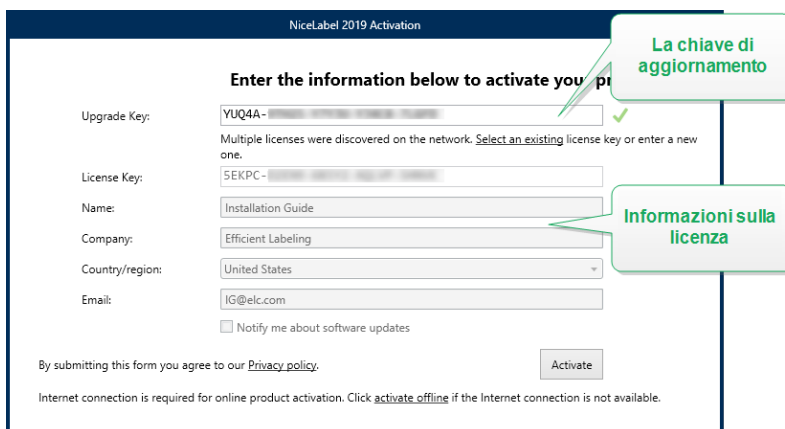 NiceLabel 2019 Activation
La chiave di
aggiornamento
Enter the information below to activate your
Upgrade Key:
YUQ4A-
Multiple licenses were discovered on the network. Select an existing license key or enter a new
one.
License Key:
5EKPC-
Name:
Installation Guide
Informazioni sulla
licenza
Company:
Efficient Labeling
Country/region:
United States
Email:
IG@elc.com
Notify me about software updates
By submitting this form you agree to our Privacy policy.
Activate
Internet connection is required for online product activation. Click activate offline if the Internet connection is not available.